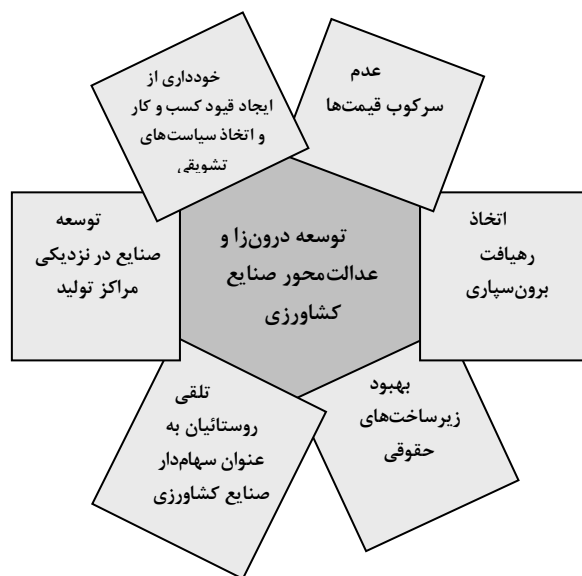 عدم
سرکوب قیمت‌ها
خودداری از
ایجاد قیود کسب و کار
و اتخاذ سیاست‌های
تشویقی
اتخاذ
رهیافت
برون‌سپاری
توسعه درون‌زا و
عدالت‌محور صنایع
کشاورزی
توسعه
صنایع در نزدیکی
مراکز تولید
بهبود
زیرساخت‌های
حقوقی
تلقی
روستائیان به
عنوان سهام‌دار
صنایع کشاورزی